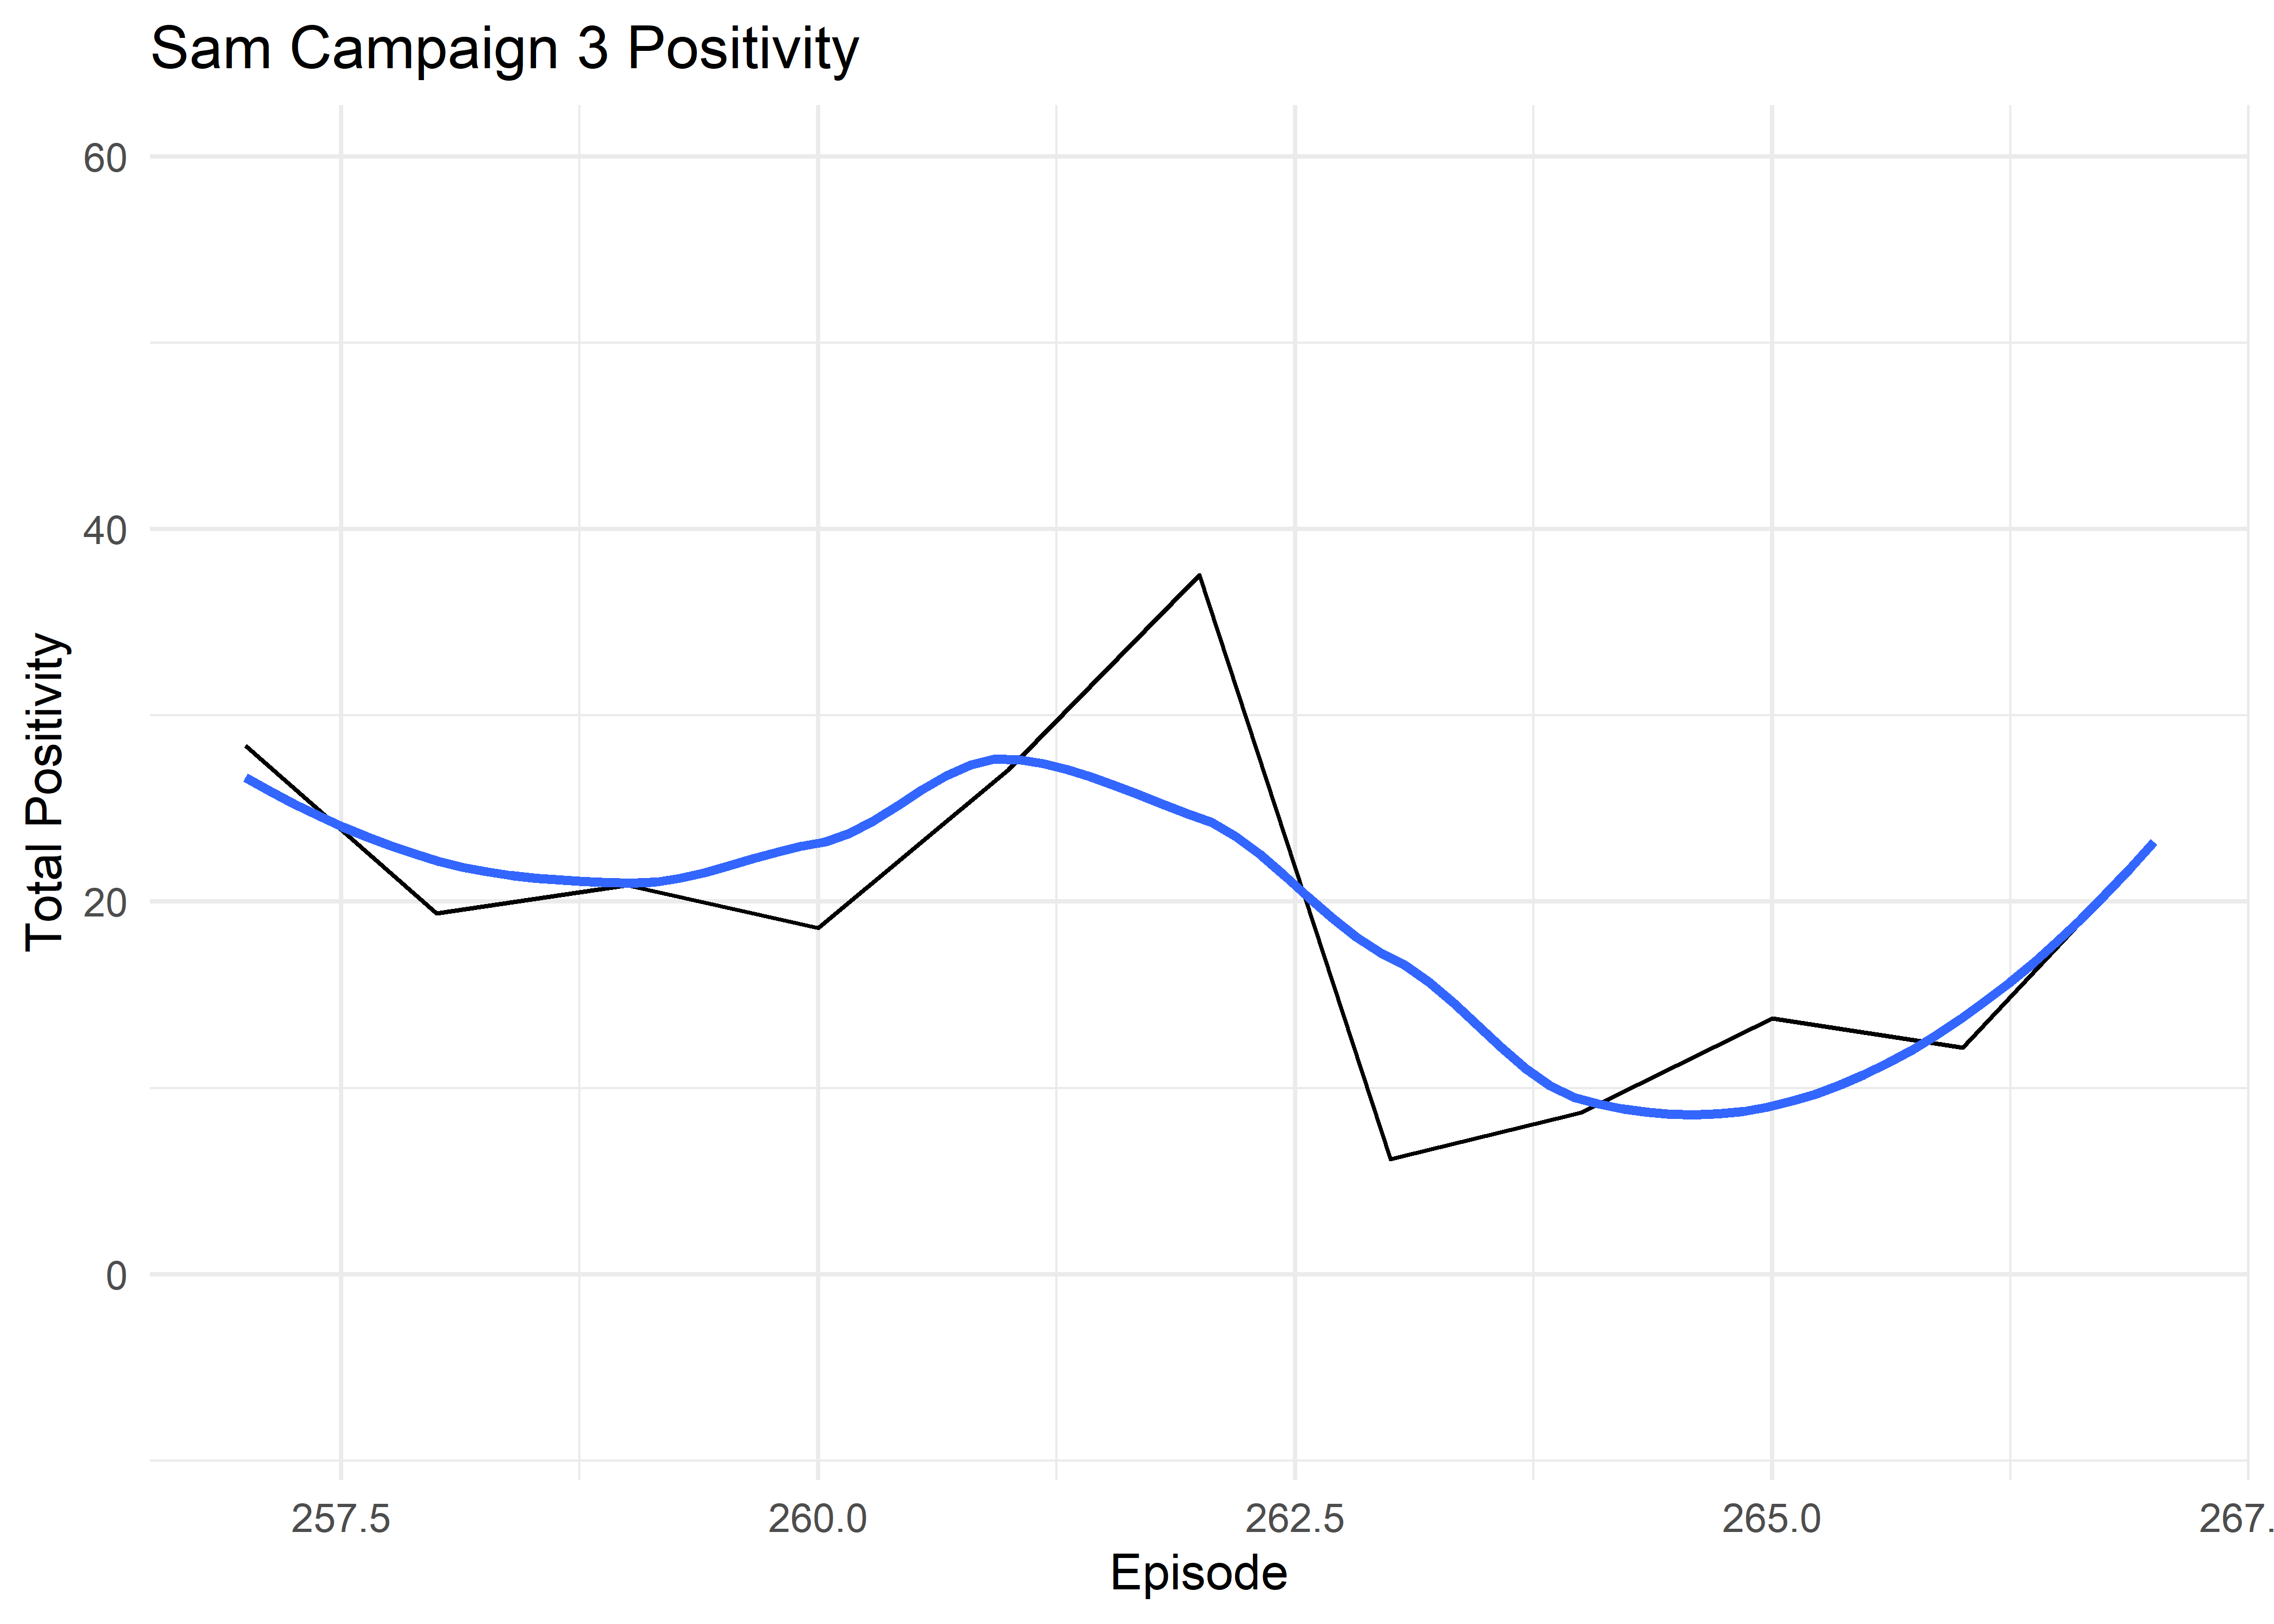 Sam Campaign 3 Positivity
60
40
20
0
Total Positivity
257.5 260.0 262.5 265.0 267.
Episode